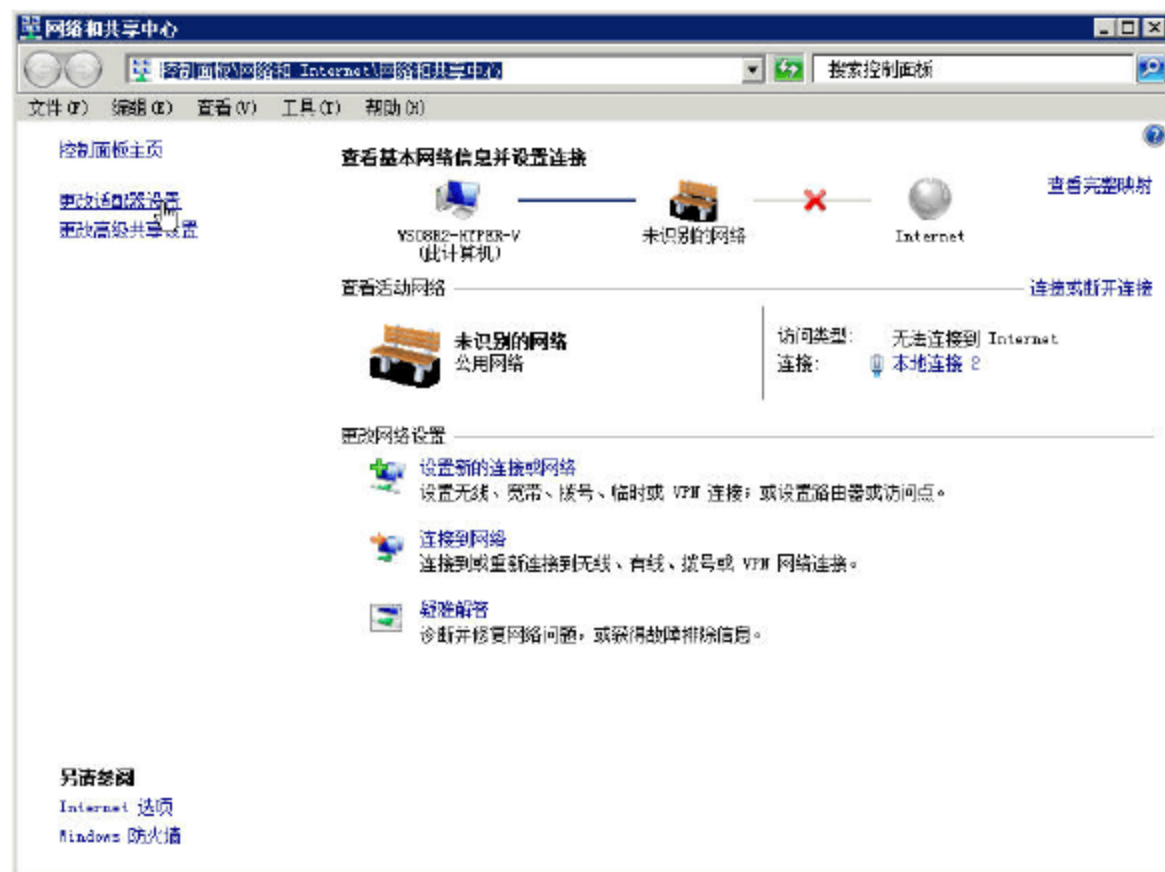 网络和共享中心
控制面板\网络和 Internet\网络和共享中心
搜索控制面板
文件(F) 编辑(E) 查看(V) 工具(T) 帮助(H)
控制面板主页
更改适配器设置
更改高级共享设置
查看基本网络信息并设置连接
查看完整映射
WS08R2-HYPER-V
(此计算机)
未识别的网络
Internet
查看活动网络
连接或断开连接
未识别的网络
公用网络
访问类型: 无法连接到 Internet
连接: 本地连接 2
更改网络设置
设置新的连接或网络
设置无线、宽带、拨号、临时或 VPN 连接；或设置路由器或访问点。
连接到网络
连接到或重新连接到无线、有线、拨号或 VPN 网络连接。
疑难解答
诊断并修复网络问题，或获得故障排除信息。
另请参阅
Internet 选项
Windows 防火墙